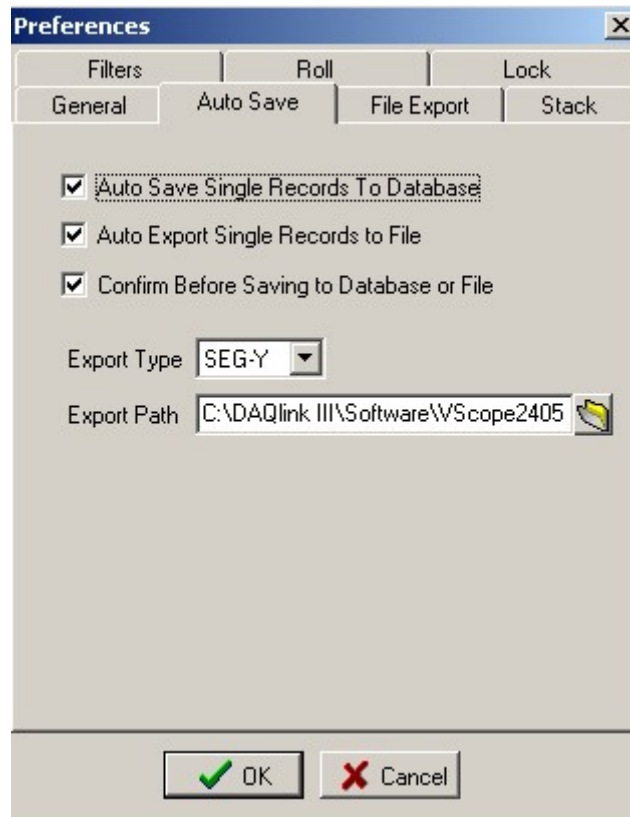 Preferences
Filters Roll Lock
General Auto Save File Export Stack
Auto Save Single Records To Database
Auto Export Single Records to File
Confirm Before Saving to Database or File
Export Type SEG-Y
Export Path C:\DAQlink III\Software\VScope2405
OK Cancel